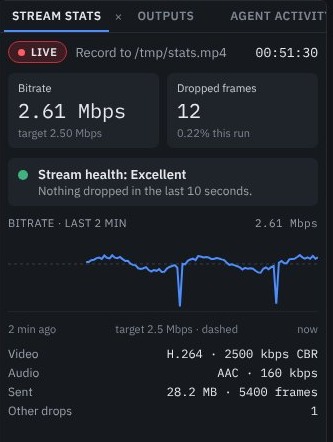 STREAM STATS × OUTPUTS AGENT ACTIVIT
LIVE Record to /tmp/stats.mp4 00:51:30
Bitrate
2.61 Mbps
target 2.50 Mbps
Dropped frames
12
0.22% this run
Stream health: Excellent
Nothing dropped in the last 10 seconds.
BITRATE · LAST 2 MIN 2.61 Mbps
2 min ago target 2.5 Mbps · dashed now
Video H.264 · 2500 kbps CBR
Audio AAC · 160 kbps
Sent 28.2 MB · 5400 frames
Other drops 1